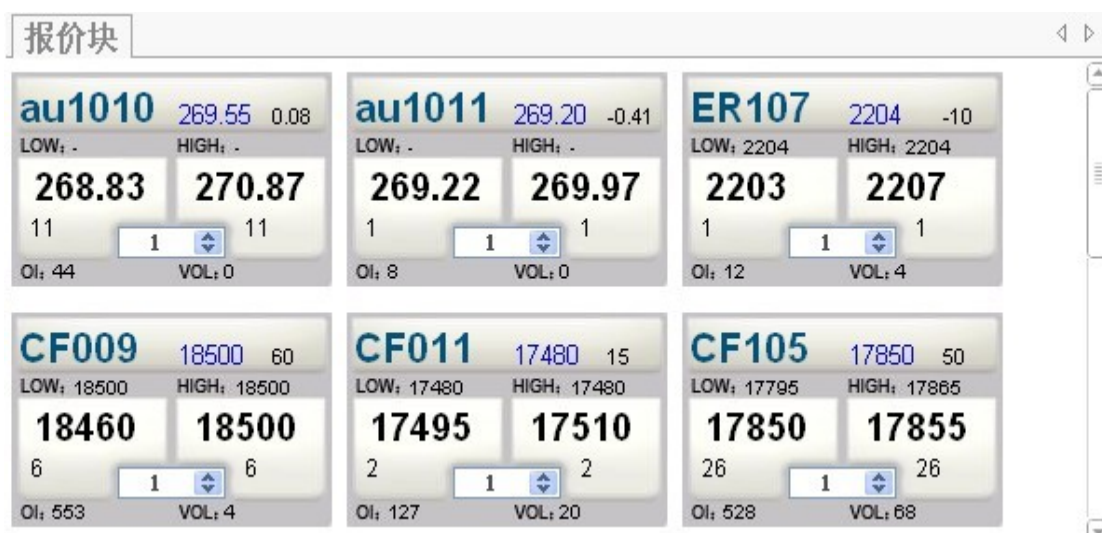 报价块
au1010 269.55 0.08
LOW: - HIGH: -
268.83 270.87
11 1 11
OI: 44 VOL: 0
au1011 269.20 -0.41
LOW: - HIGH: -
269.22 269.97
1 1 1
OI: 8 VOL: 0
ER107 2204 -10
LOW: 2204 HIGH: 2204
2203 2207
1 1 1
OI: 12 VOL: 4
CF009 18500 60
LOW: 18500 HIGH: 18500
18460 18500
6 1 6
OI: 553 VOL: 4
CF011 17480 15
LOW: 17480 HIGH: 17480
17495 17510
2 1 2
OI: 127 VOL: 20
CF105 17850 50
LOW: 17795 HIGH: 17865
17850 17855
26 1 26
OI: 528 VOL: 68